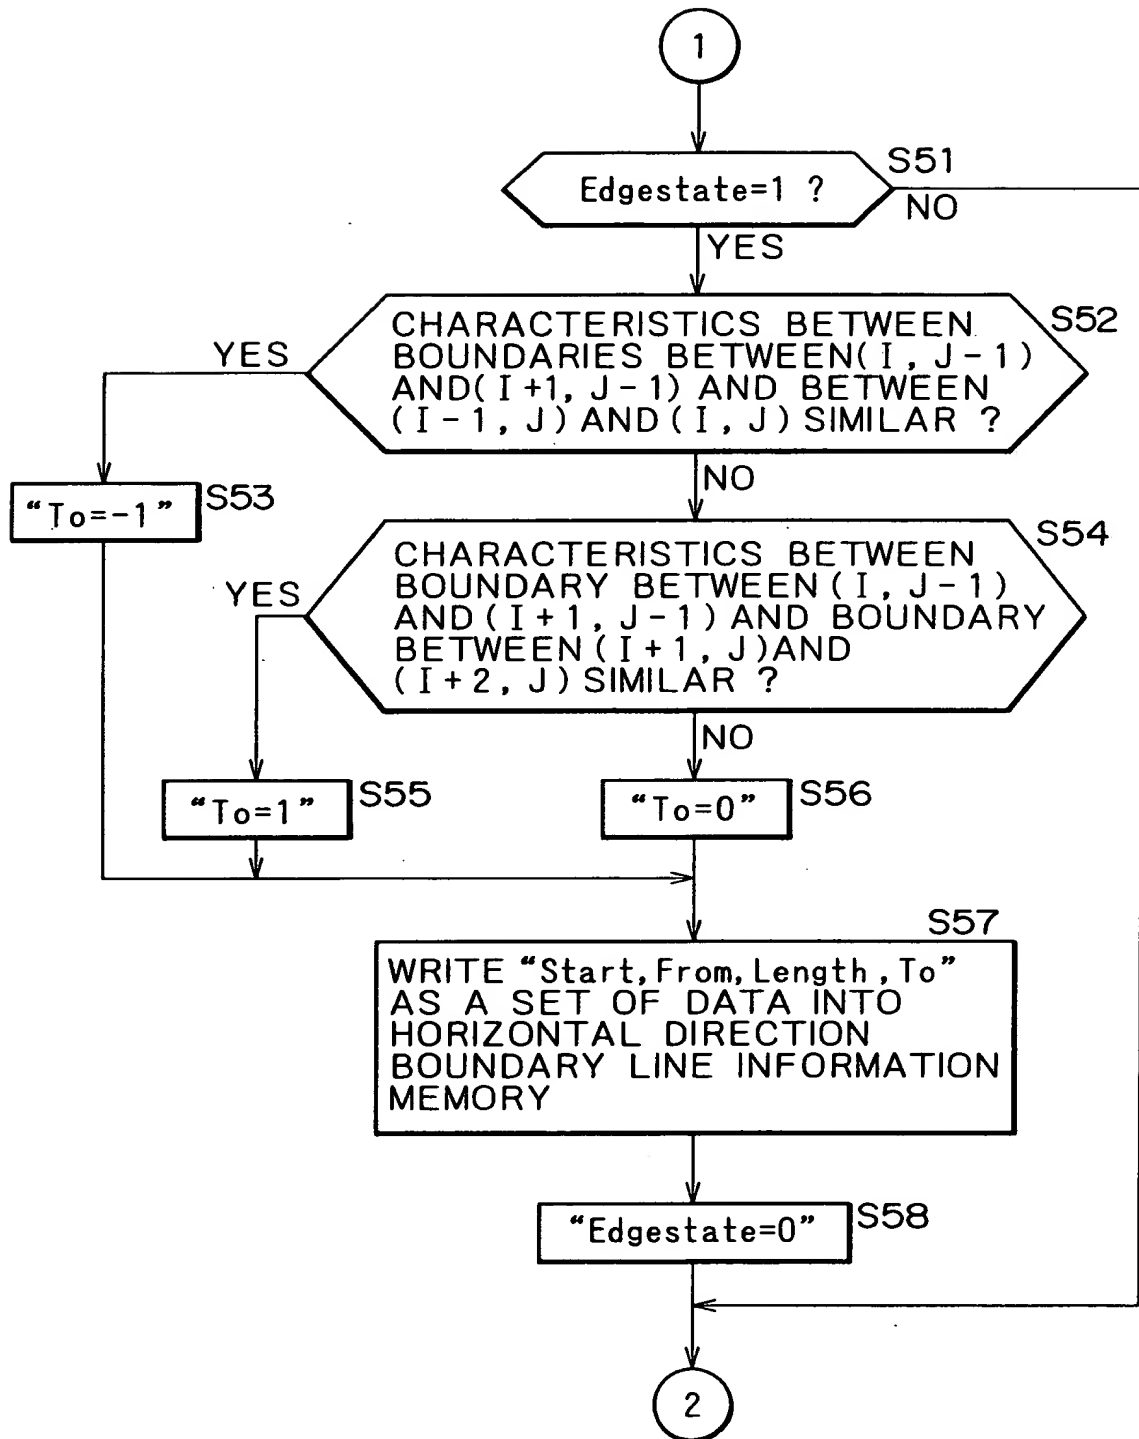 1
S51
Edgestate=1 ?
NO
YES
S52
CHARACTERISTICS BETWEEN
BOUNDARIES BETWEEN(I,J-1)
AND(I+1,J-1) AND BETWEEN
(I-1,J)AND(I,J)SIMILAR ?
YES
NO
"To=-1"
S53
S54
CHARACTERISTICS BETWEEN
BOUNDARY BETWEEN(I,J-1)
AND(I+1,J-1)AND BOUNDARY
BETWEEN(I+1,J)AND
(I+2,J)SIMILAR ?
YES
NO
"To=1"
S55
"To=0"
S56
S57
WRITE "Start,From,Length,To"
AS A SET OF DATA INTO
HORIZONTAL DIRECTION
BOUNDARY LINE INFORMATION
MEMORY
"Edgestate=0"
S58
2